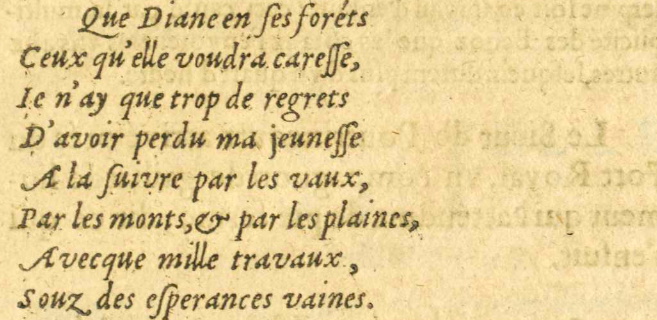 Que Diane en ſes foréts
Ceux qu'elle voudra careſſe,
Ie n'ay que trop de regrets
D'avoir perdu ma jeuneſſe
A la ſuivre par les vaux,
Par les monts, & par les plaines,
Avecque mille travaux,
Souz des eſperances vaines.